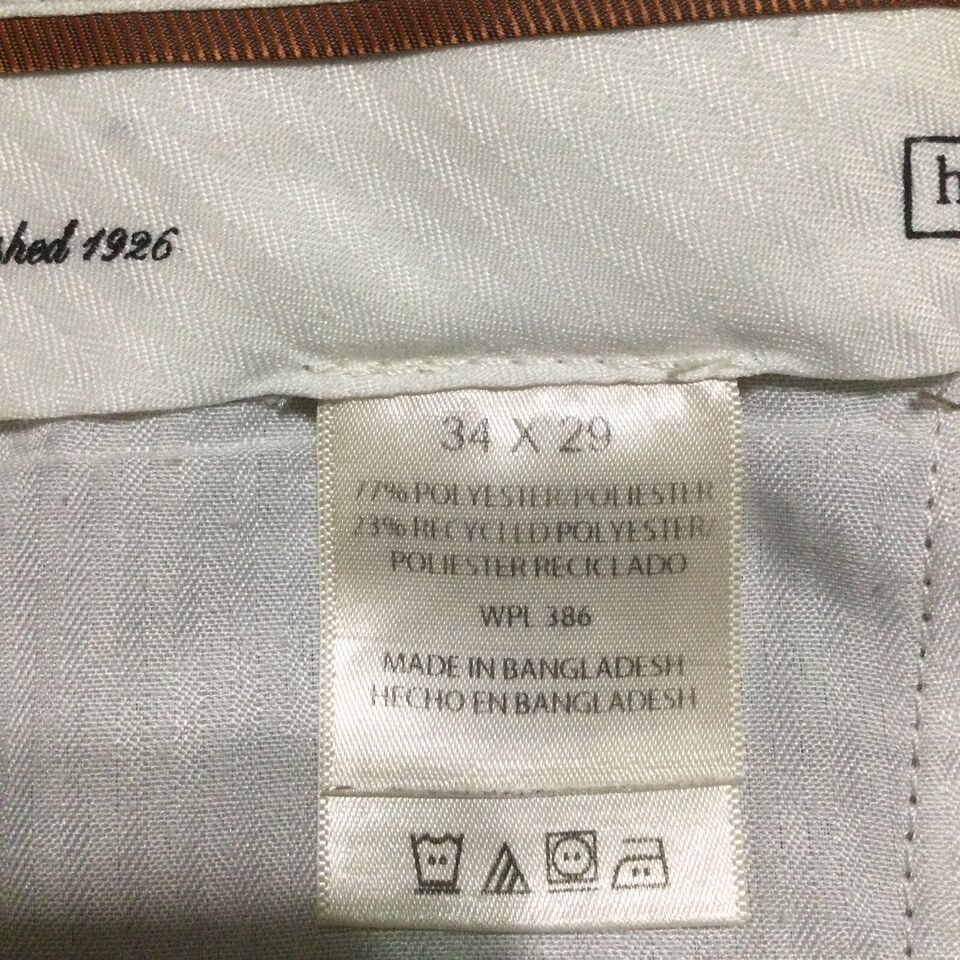 shed 1926
h
34 X 29
77% POLYESTER/POLIESTER
23% RECYCLED POLYESTER/
POLIESTER RECICLADO
WPL 386
MADE IN BANGLADESH
HECHO EN BANGLADESH